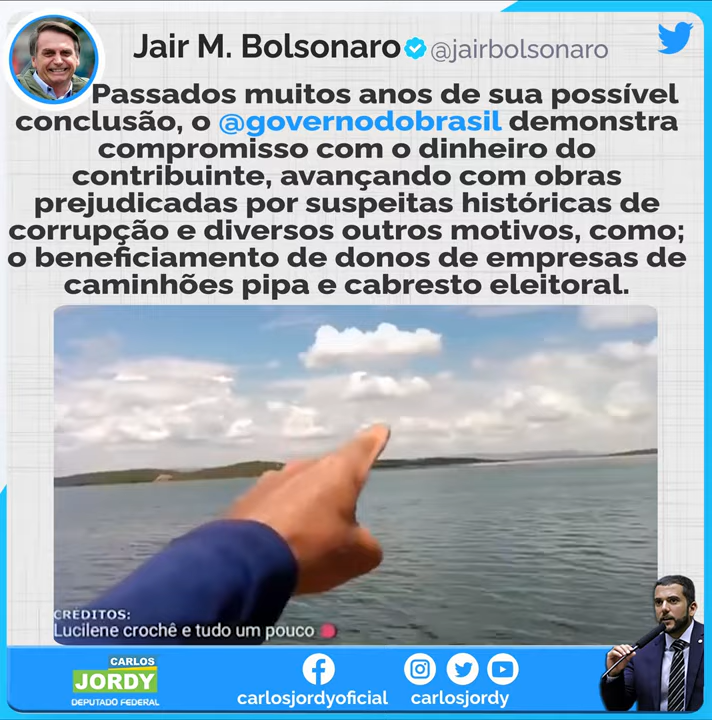 Jair M. Bolsonaro @jairbolsonaro
Passados muitos anos de sua possível
conclusão, o @governodobrasil demonstra
compromisso com o dinheiro do
contribuinte, avançando com obras
prejudicadas por suspeitas históricas de
corrupção e diversos outros motivos, como;
o beneficiamento de donos de empresas de
caminhões pipa e cabresto eleitoral.
CRÉDITOS:
Lucilene crochê e tudo um pouco
CARLOS
JORDY
DEPUTADO FEDERAL
carlosjordyoficial
carlosjordy